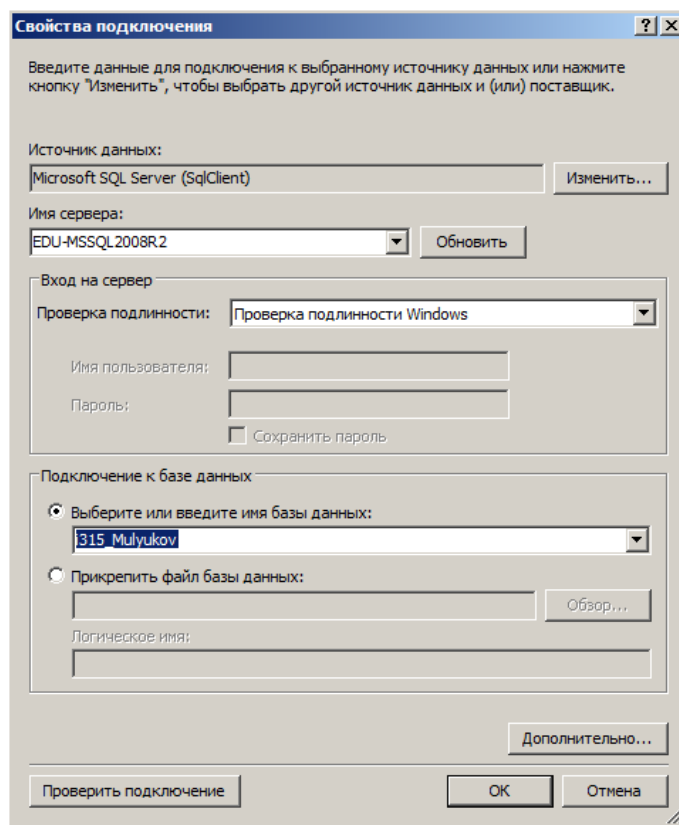 Свойства подключения
Введите данные для подключения к выбранному источнику данных или нажмите
кнопку "Изменить", чтобы выбрать другой источник данных и (или) поставщик.
Источник данных:
Microsoft SQL Server (SqlClient)
Изменить...
Имя сервера:
EDU-MSSQL2008R2
Обновить
Вход на сервер
Проверка подлинности:
Проверка подлинности Windows
Имя пользователя:
Пароль:
Сохранить пароль
Подключение к базе данных
Выберите или введите имя базы данных:
i315_Mulyukov
Прикрепить файл базы данных:
Обзор...
Логическое имя:
Дополнительно...
Проверить подключение
ОК
Отмена